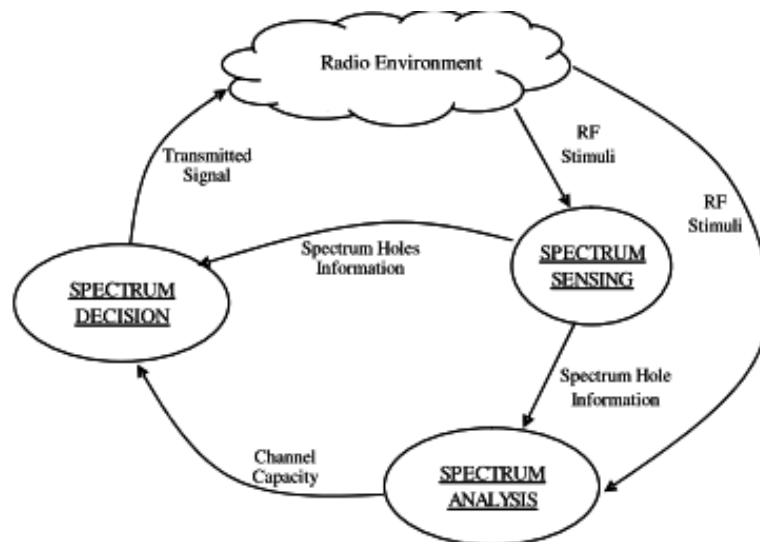 Radio Environment
RF
Stimuli
Transmitted
Signal
RF
Stimuli
Spectrum Holes
Information
SPECTRUM
SENSING
SPECTRUM
DECISION
Spectrum Hole
Information
Channel
Capacity
SPECTRUM
ANALYSIS